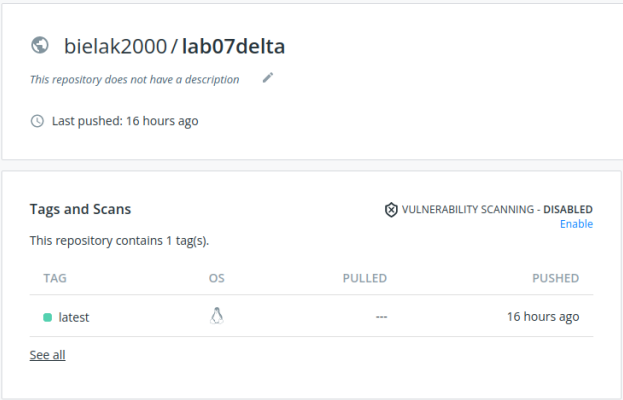 bielak2000 / lab07delta
This repository does not have a description
Last pushed: 16 hours ago
Tags and Scans
VULNERABILITY SCANNING - DISABLED
Enable
This repository contains 1 tag(s).
TAG OS PULLED PUSHED
latest --- 16 hours ago
See all